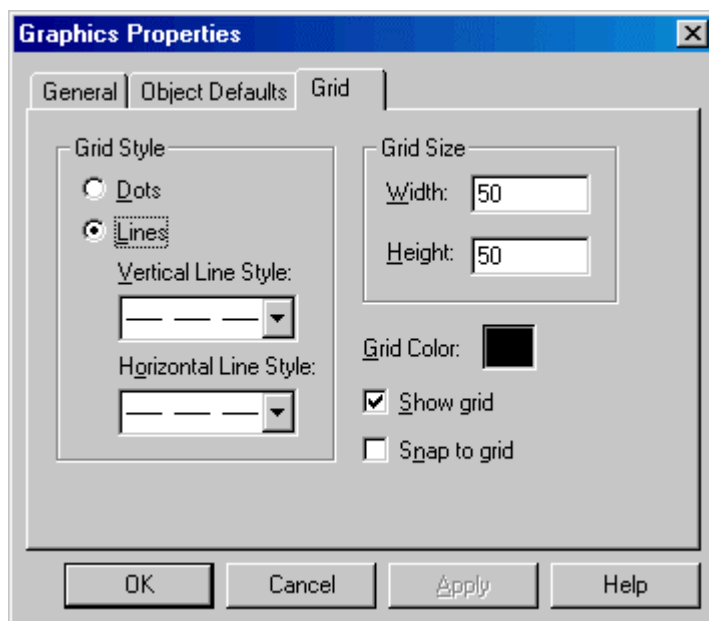 Graphics Properties
General
Object Defaults
Grid
Grid Style
Dots
Lines
Vertical Line Style:
Horizontal Line Style:
Grid Size
Width: 50
Height: 50
Grid Color:
Show grid
Snap to grid
OK
Cancel
Apply
Help